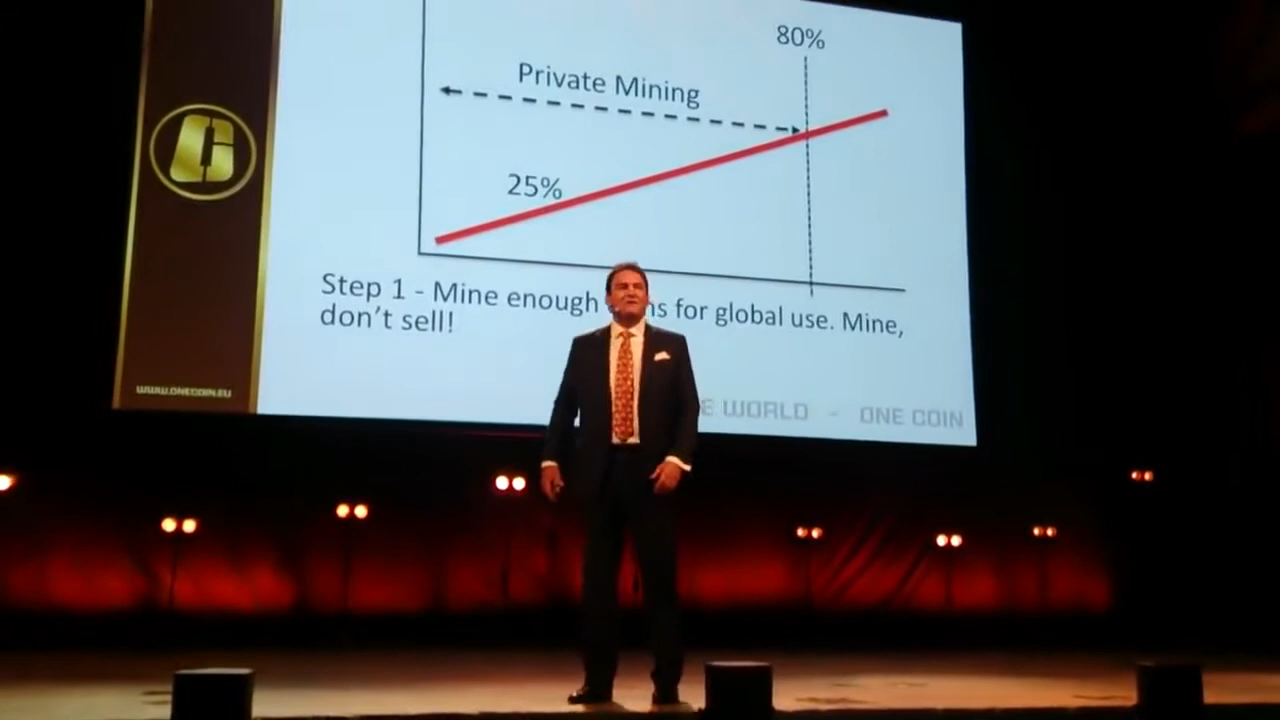 80%
Private Mining
25%
Step 1 - Mine enough for global use. Mine,
don't sell!
WWW.ONECOIN.EU
WORLD - ONE COIN